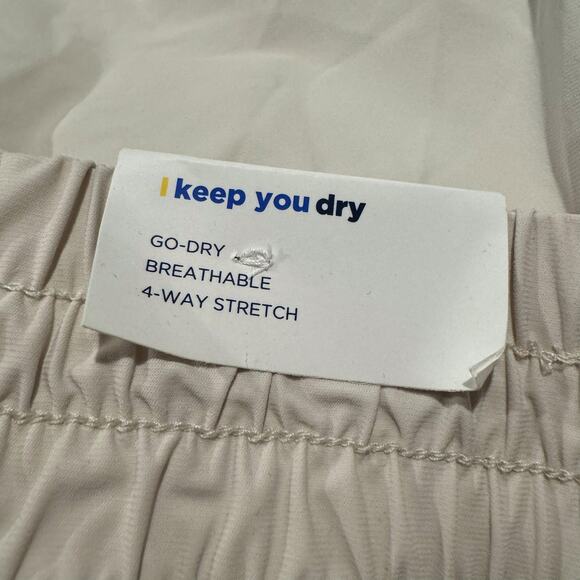 I keep you dry
GO-DRY
BREATHABLE
4-WAY STRETCH